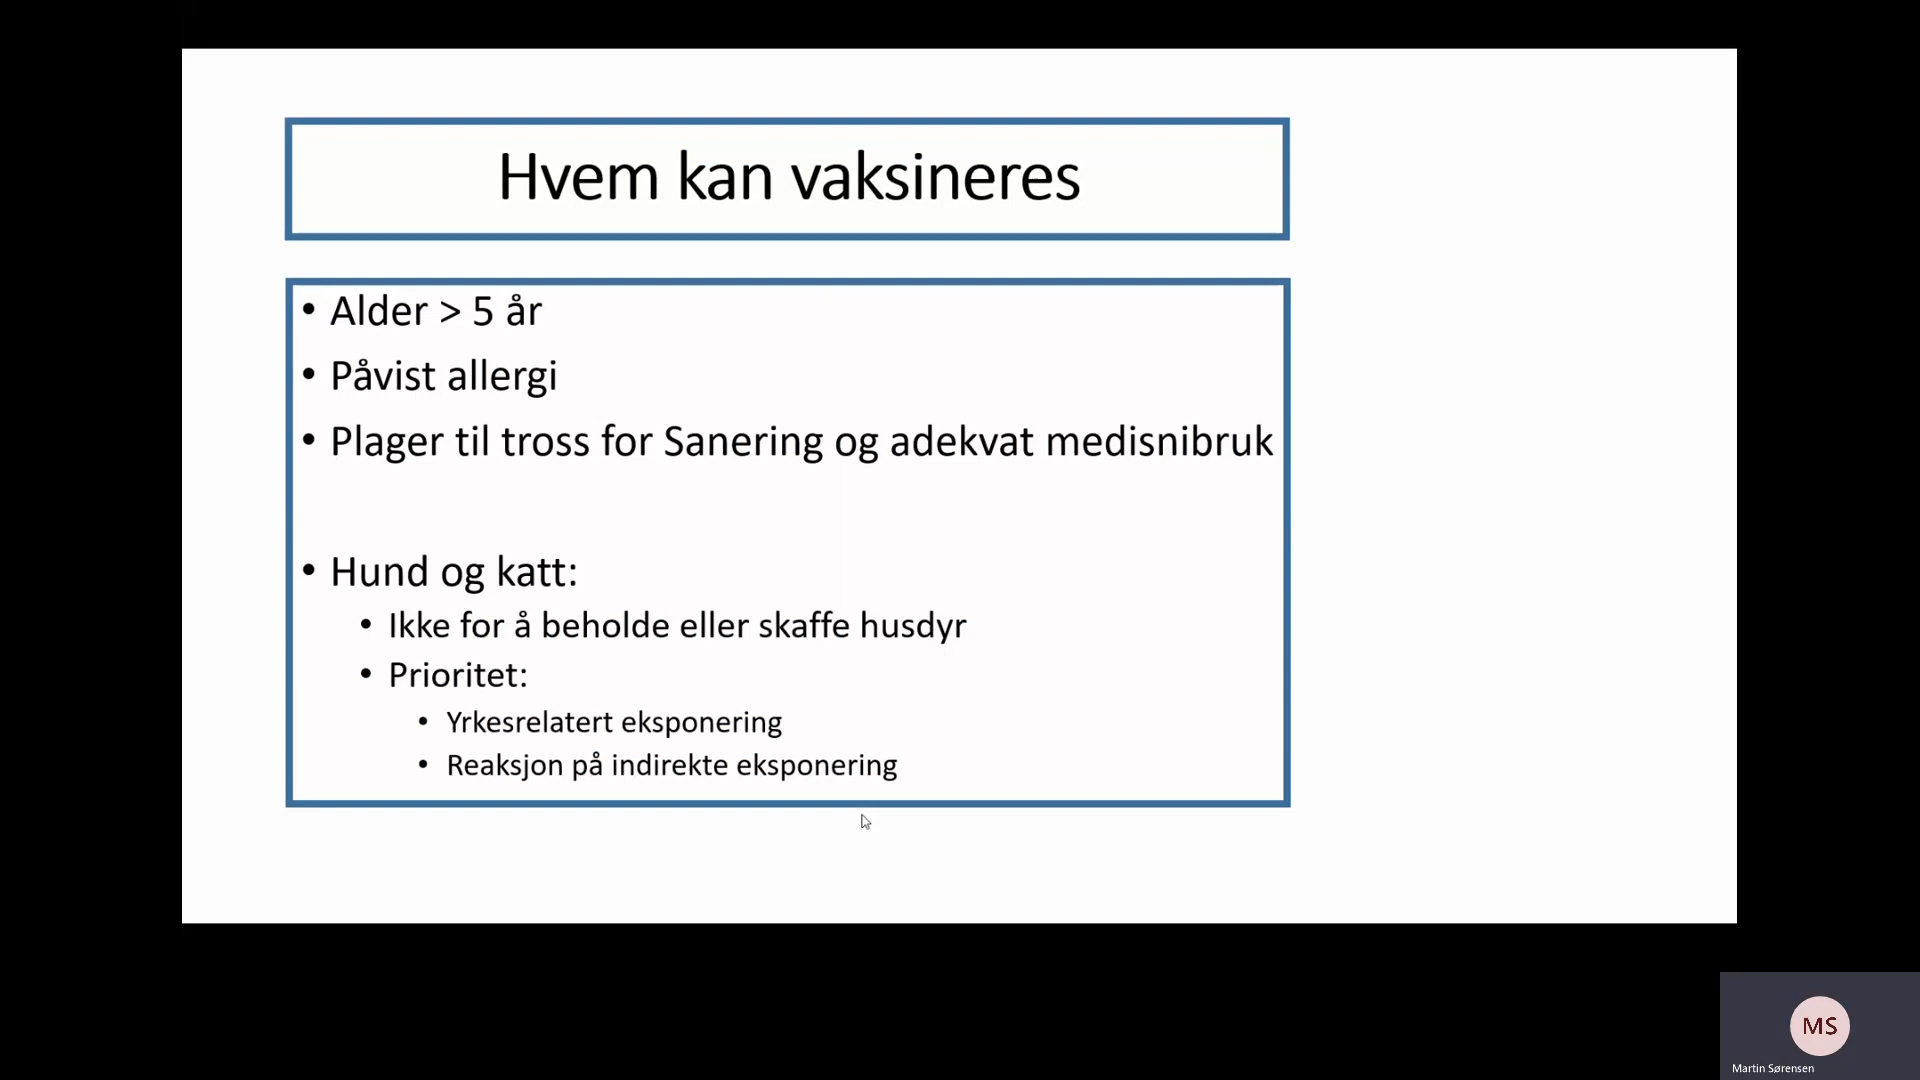 Hvem kan vaksineres
• Alder > 5 år
• Påvist allergi
• Plager til tross for Sanering og adekvat medisnibruk
• Hund og katt:
• Ikke for å beholde eller skaffe husdyr
• Prioritet:
• Yrkesrelatert eksponering
• Reaksjon på indirekte eksponering
MS
Martin Sørensen